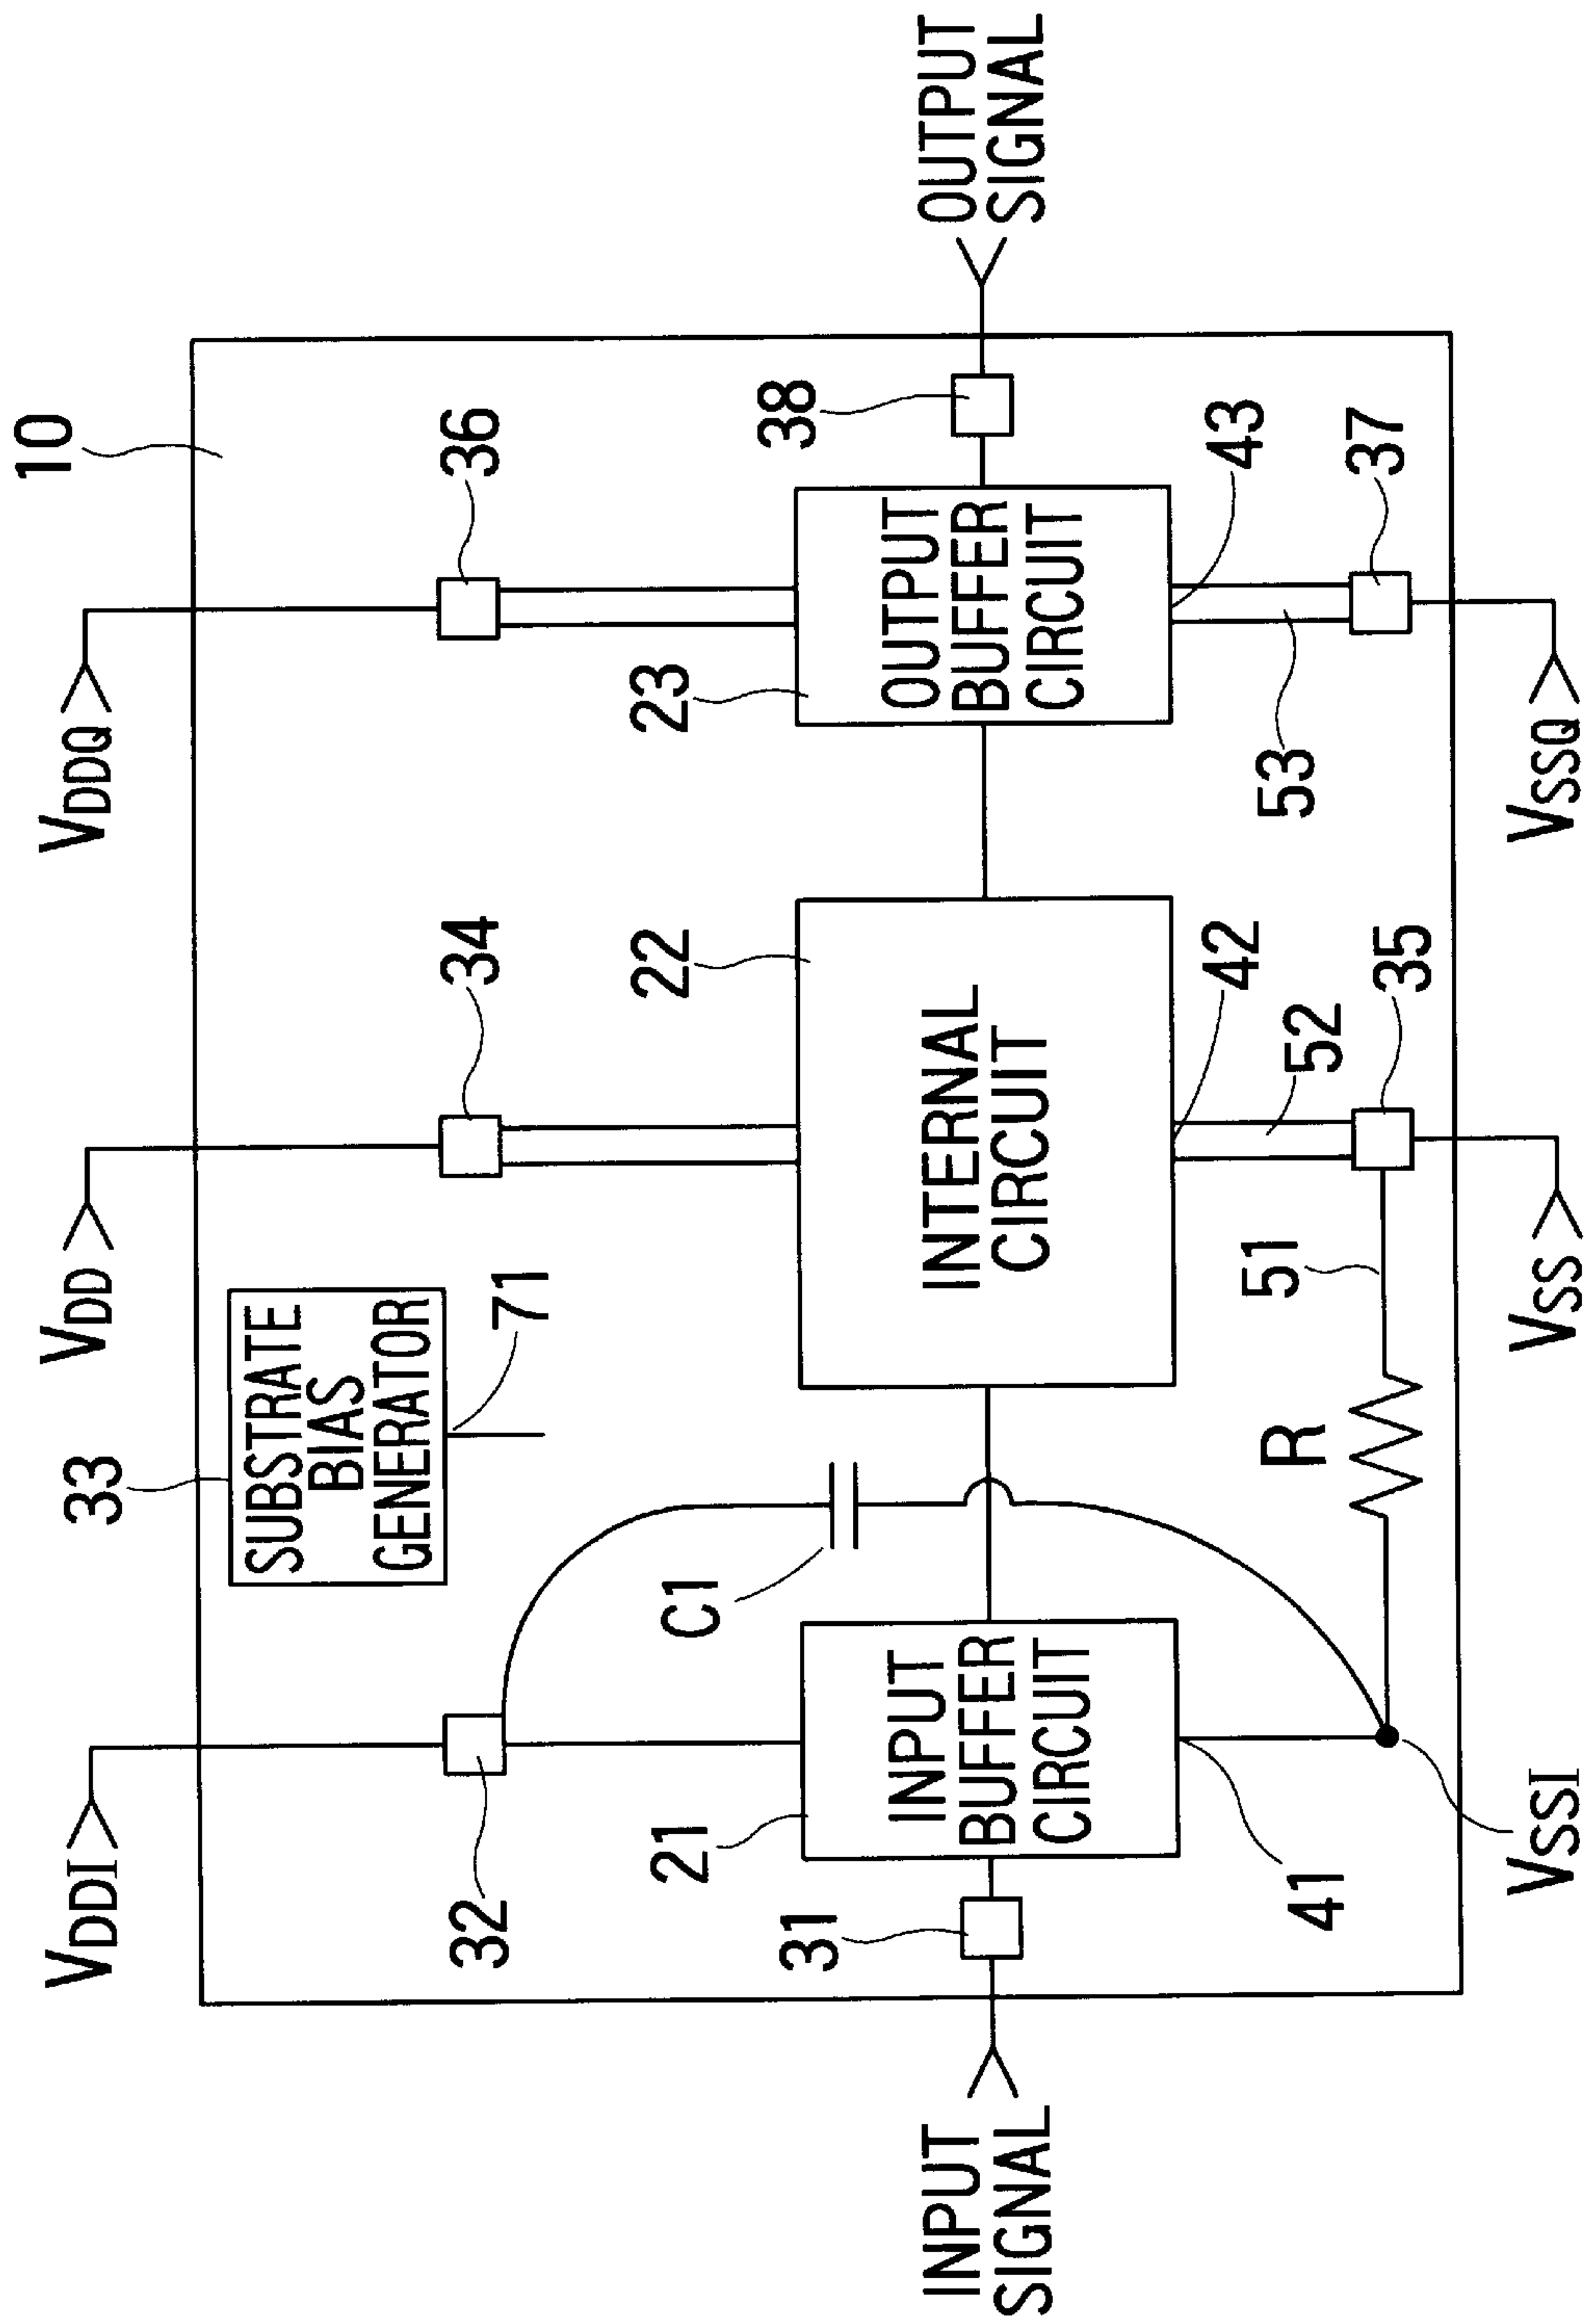 10
VDDI
VDD
VDDQ
33
SUBSTRATE
BIAS
GENERATOR
71
32
34
36
C1
21
22
23
38
31
INPUT
SIGNAL
INPUT
BUFFER
CIRCUIT
INTERNAL
CIRCUIT
OUTPUT
BUFFER
CIRCUIT
OUTPUT
SIGNAL
41
42
43
R
51
52
53
35
37
VSSI
VSS
VSSQ